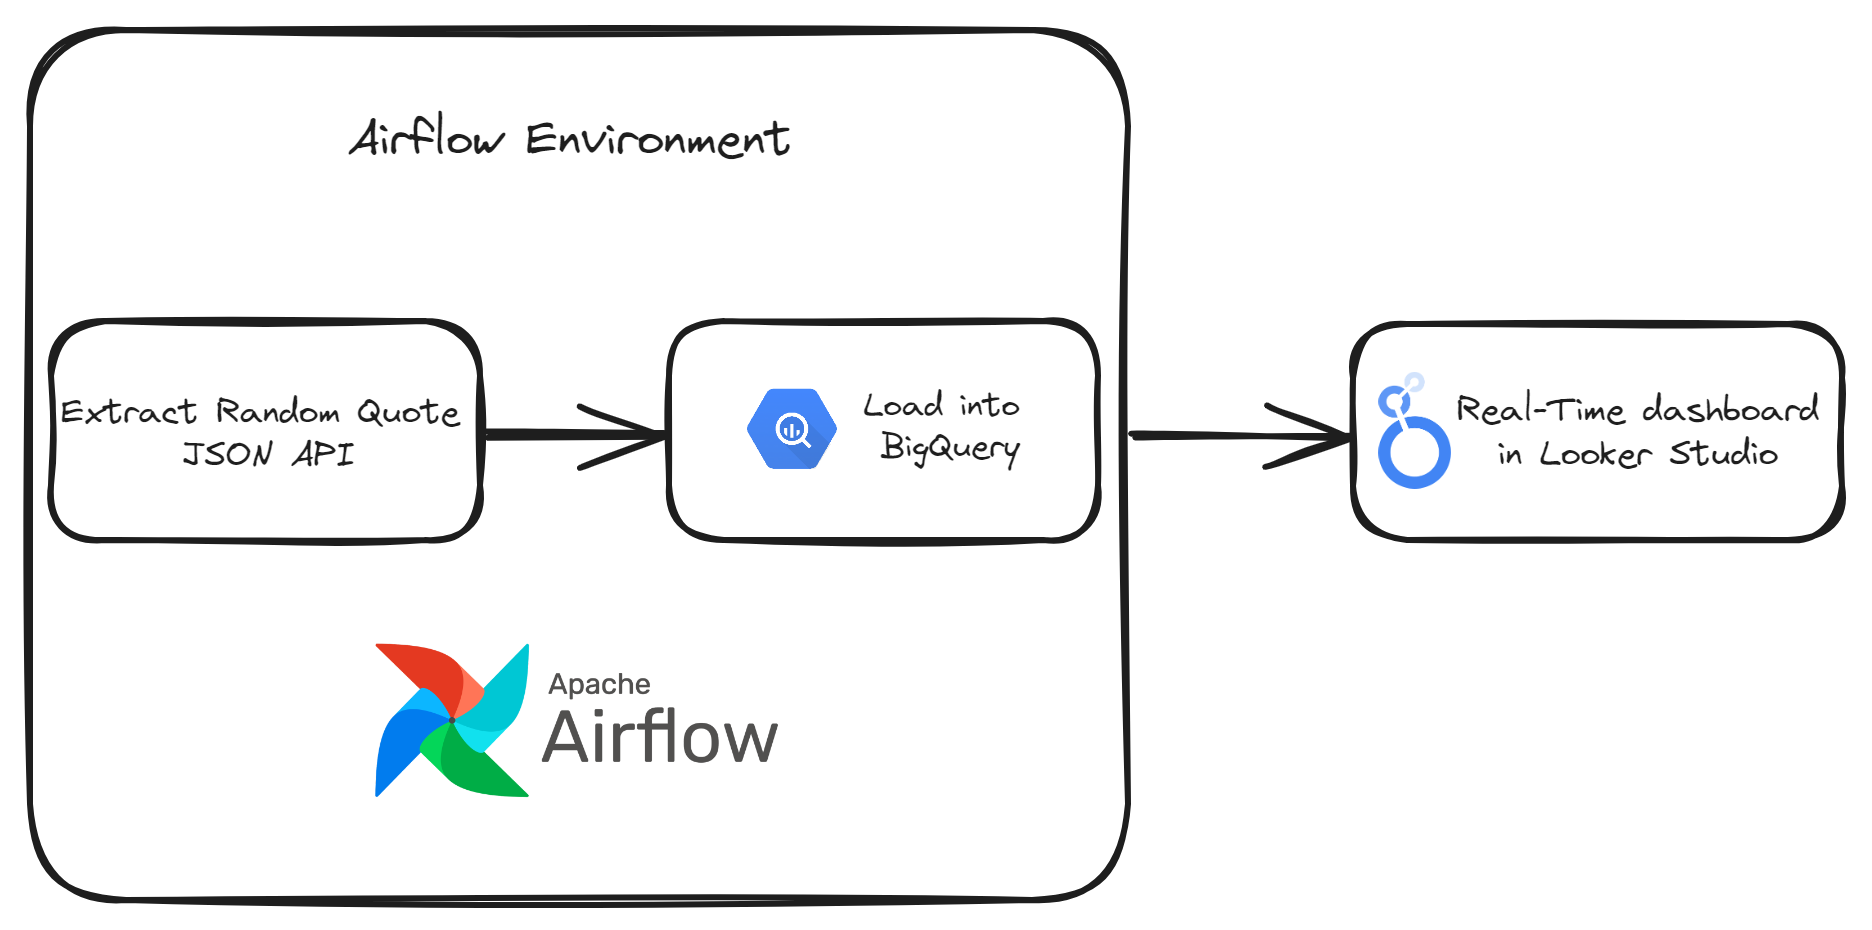 Airflow Environment
Extract Random Quote
JSON API
Load into
BigQuery
Real-Time dashboard
in Looker Studio
Apache
Airflow